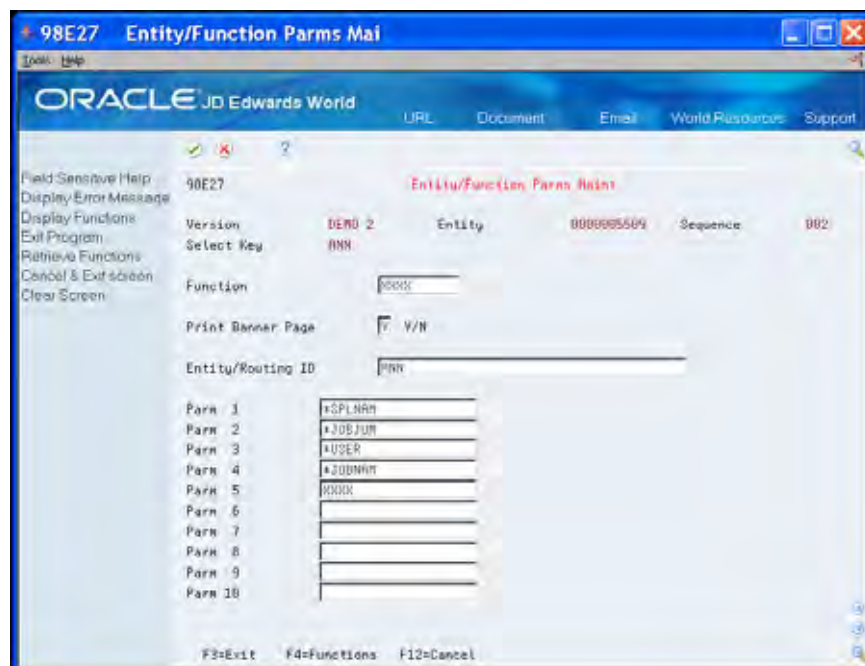 98E27 Entity/Function Parms Mai
Tools Help
ORACLE JD Edwards World
URL Document Email World Resources Support
?
Field Sensitive Help
Display Error Message
Display Functions
Exit Program
Retrieve Functions
Cancel & Exit screen
Clear Screen
98E27 Entity/Function Parms Maint
Version DEMO 2 Entity 0000005509 Sequence 002
Select Key ANN
Function XXXX
Print Banner Page Y Y/N
Entity/Routing ID ANN
Parm 1 *SPLNAM
Parm 2
Parm 3 *USER
Parm 4 *JOBNAM
Parm 5 XXXX
Parm 6
Parm 7
Parm 8
Parm 9
Parm 10
F3=Exit F4=Functions F12=Cancel